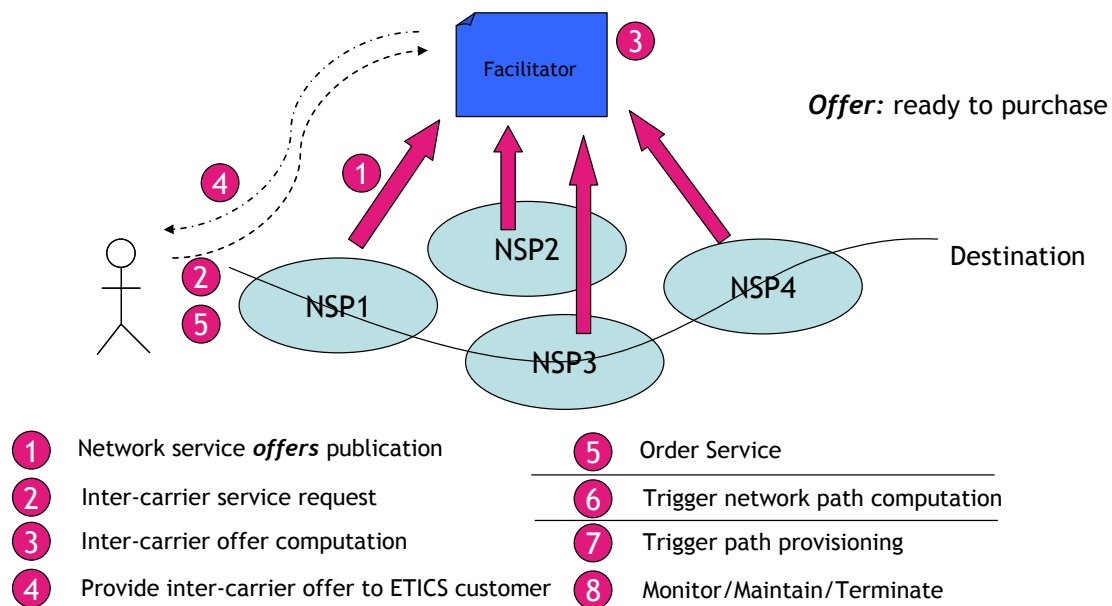 Facilitator
3
Offer: ready to purchase
1
4
NSP2
Destination
2
NSP1
NSP4
5
NSP3
1 Network service offers publication
2 Inter-carrier service request
3 Inter-carrier offer computation
4 Provide inter-carrier offer to ETICS customer
5 Order Service
6 Trigger network path computation
7 Trigger path provisioning
8 Monitor/Maintain/Terminate